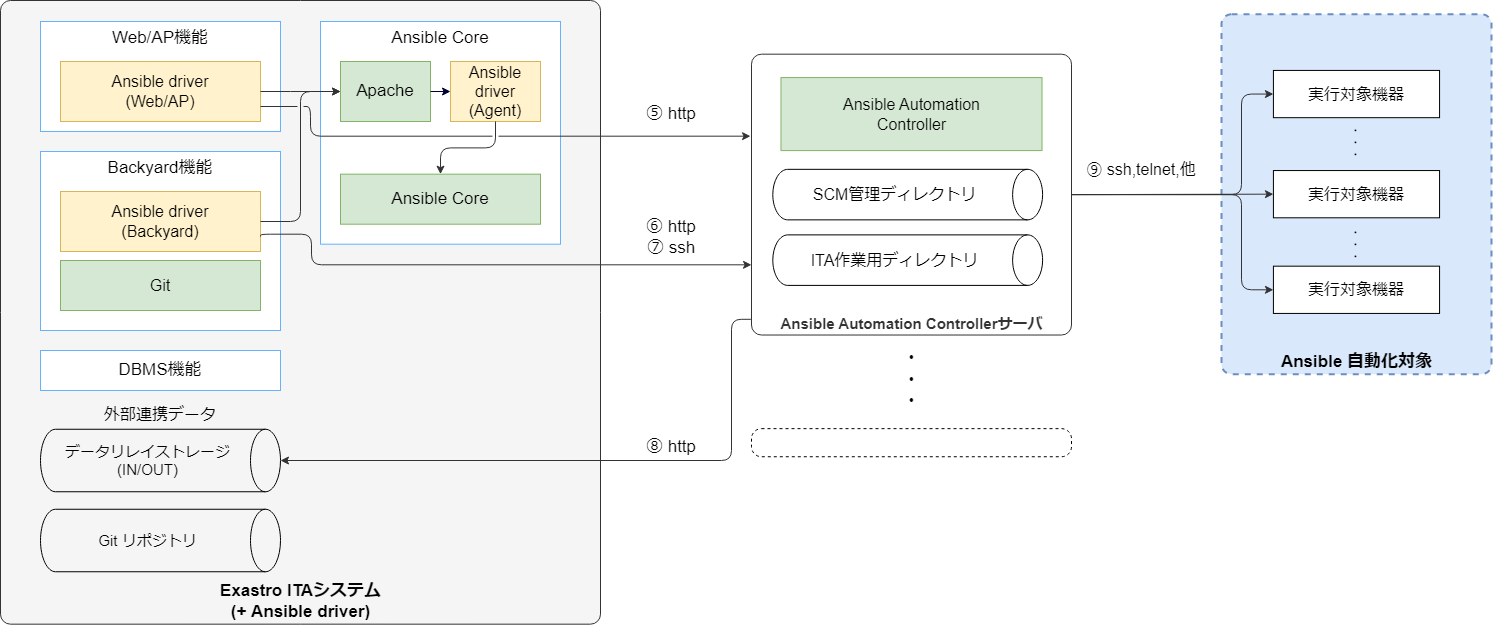 Web/AP機能
Ansible driver
(Web/AP)
Backyard機能
Ansible driver
(Backyard)
Git
DBMS機能
外部連携データ
データリレイストレージ
(IN/OUT)
Git リポジトリ
Ansible Core
Apache
Ansible
driver
(Agent)
Ansible Core
Exastro ITAシステム
(+ Ansible driver)
⑤ http
⑥ http
⑦ ssh
⑧ http
Ansible Automation
Controller
SCM管理ディレクトリ
ITA作業用ディレクトリ
Ansible Automation Controllerサーバ
⑨ ssh,telnet,他
実行対象機器
実行対象機器
実行対象機器
Ansible 自動化対象